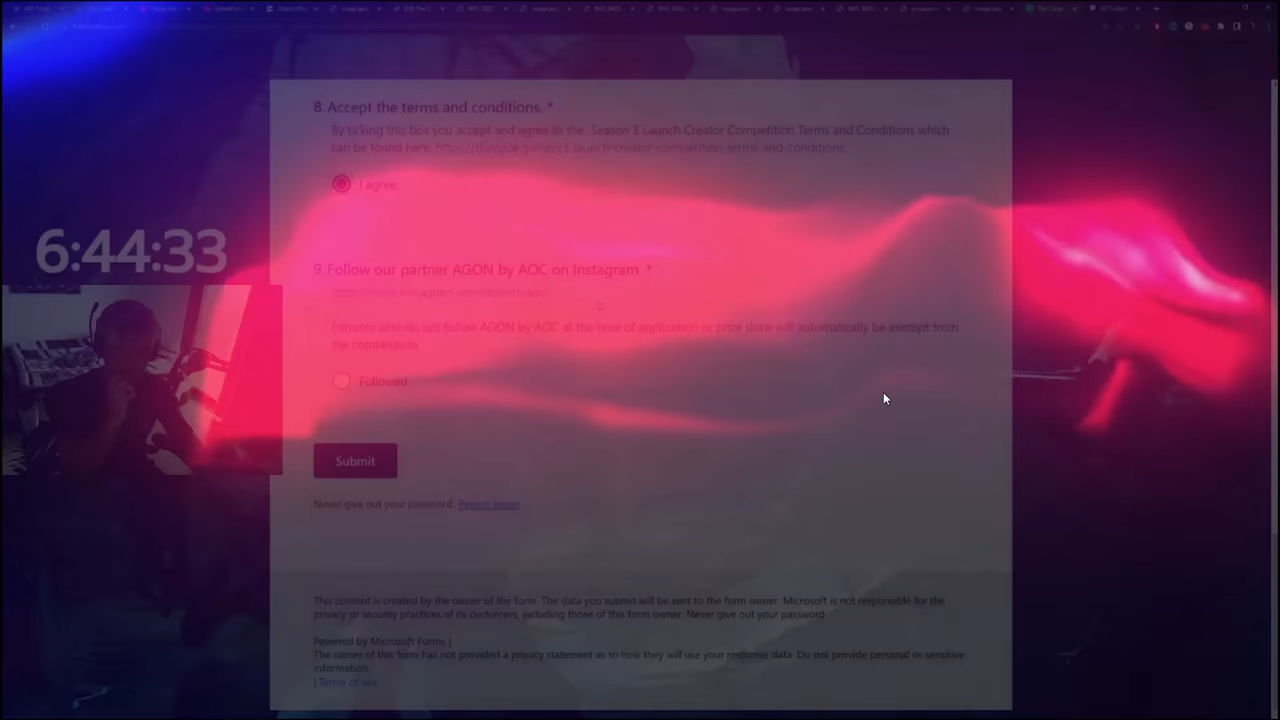 6:44:33
8. Accept the terms and conditions. *
By ticking this box you accept and agree to the Season 3 Launch Creator Competition Terms and Conditions which
can be found here:
I agree.
9. Follow our partner AGON by AOC on Instagram *
Entrants who do not follow AGON by AOC at the time of application or prize draw will automatically be exempt from
the competition.
Followed
Submit
Never give out your password. Report abuse
This content is created by the owner of the form. The data you submit will be sent to the form owner. Microsoft is not responsible for the
privacy or security practices of its customers, including those of this form owner. Never give out your password.
Powered by Microsoft Forms |
The owner of this form has not provided a privacy statement as to how they will use your response data. Do not provide personal or sensitive
information.
| Terms of use